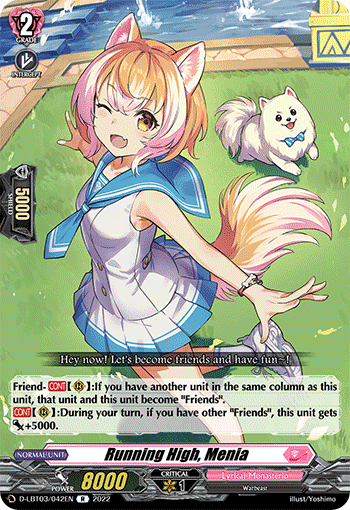 2
GRADE
INTERCEPT
5000
SHIELD
Hey now! Let's become friends and have fun~!
Friend-CONT【Ⓡ】:If you have another unit in the same column as this
unit, that unit and this unit become "Friends".
CONT【Ⓡ】:During your turn, if you have other "Friends", this unit gets
+5000.
NORMAL UNIT
Running High, Menia
POWER 8000
CRITICAL
1
Lyrical Monasterio
Warbeast
D-LBT03/042EN R 2022
illust/Yoshimo